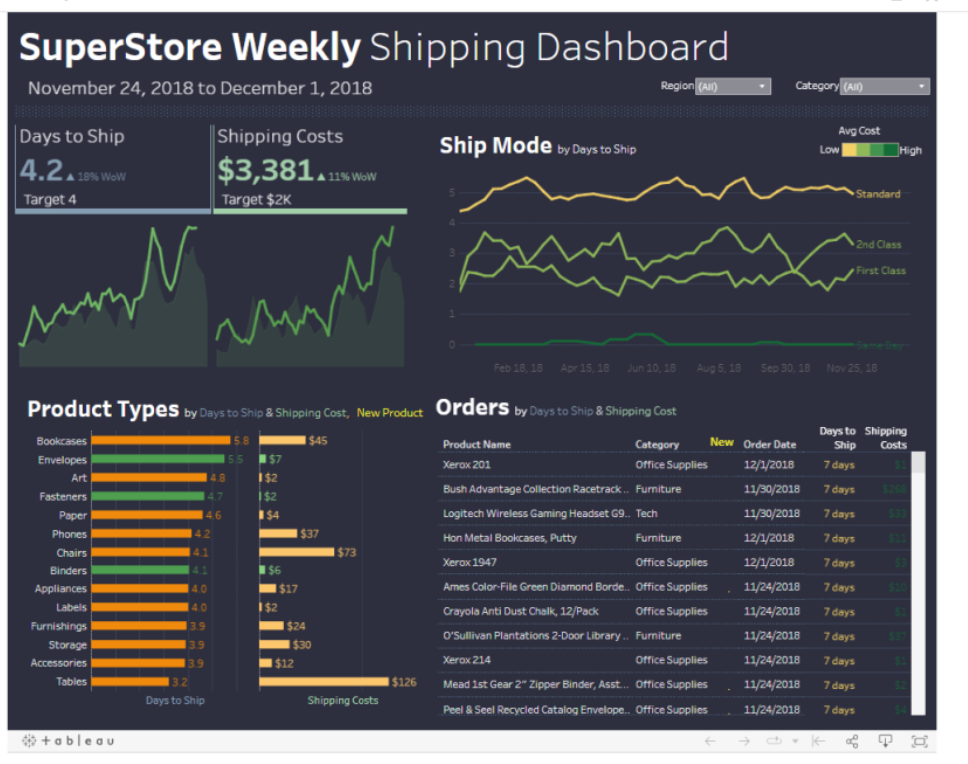 SuperStore Weekly Shipping Dashboard
November 24, 2018 to December 1, 2018
Region (All)
Category (All)
Days to Ship
4.2 ▲ 18% WoW
Target 4
Shipping Costs
$3,381 ▲ 11% WoW
Target $2K
Ship Mode by Days to Ship
Avg Cost
Low High
5
4
3
2
1
0
Standard
2nd Class
First Class
Same Day
Feb 18, 18 Apr 15, 18 Jun 10, 18 Aug 5, 18 Sep 30, 18 Nov 25, 18
Product Types by Days to Ship & Shipping Cost, New Product
Bookcases 5.8 $45
Envelopes 5.5 $7
Art 4.8 $2
Fasteners 4.7 $2
Paper 4.6 $4
Phones 4.2 $37
Chairs 4.1 $73
Binders 4.1 $6
Appliances 4.0 $17
Labels 4.0 $2
Furnishings 3.9 $24
Storage 3.9 $30
Accessories 3.9 $12
Tables 3.2 $126
Days to Ship Shipping Costs
Orders by Days to Ship & Shipping Cost
Product Name Category New Order Date Days to Ship Shipping Costs
Xerox 201 Office Supplies 12/1/2018 7 days $1
Bush Advantage Collection Racetrack .. Furniture 11/30/2018 7 days
Logitech Wireless Gaming Headset G9.. Tech 11/30/2018 7 days $33
Hon Metal Bookcases, Putty Furniture 12/1/2018 7 days $11
Xerox 1947 Office Supplies 12/1/2018 7 days $3
Ames Color-File Green Diamond Borde.. Office Supplies . 11/24/2018 7 days $10
Crayola Anti Dust Chalk, 12/Pack Office Supplies . 11/24/2018 7 days $1
O'Sullivan Plantations 2-Door Library .. Furniture 11/24/2018 7 days $37
Xerox 214 Office Supplies 11/24/2018 7 days $1
Mead 1st Gear 2" Zipper Binder, Asst... Office Supplies . 11/24/2018 7 days $2
Peel & Seel Recycled Catalog Envelope.. Office Supplies . 11/24/2018 7 days $4
+ableau